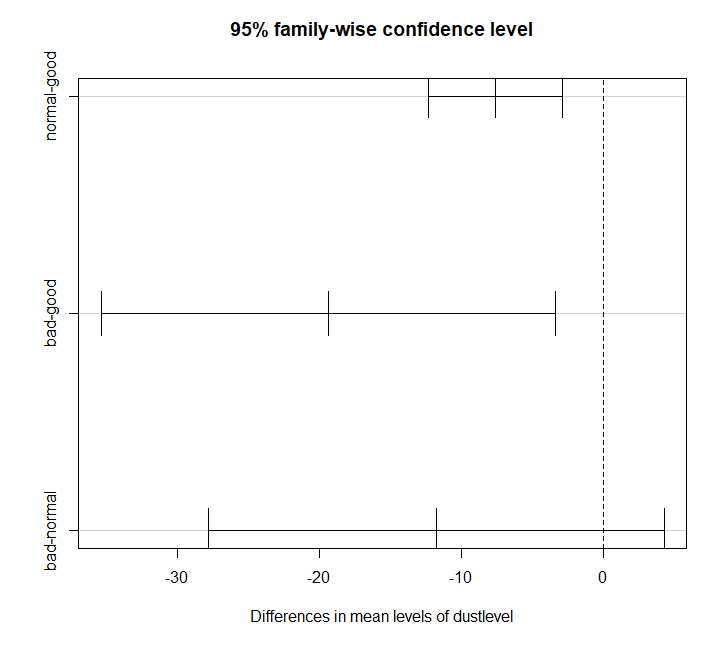 95% family-wise confidence level
normal-good
bad-good
bad-normal
-30 -20 -10 0
Differences in mean levels of dustlevel